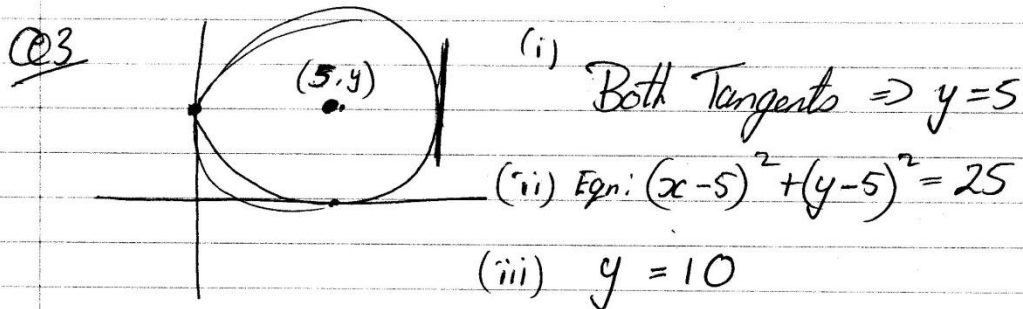 Q3
(5,y)
(i)
Both Tangents => y=5
(ii) Eqn: (x-5)² + (y-5)² = 25
(iii) y = 10